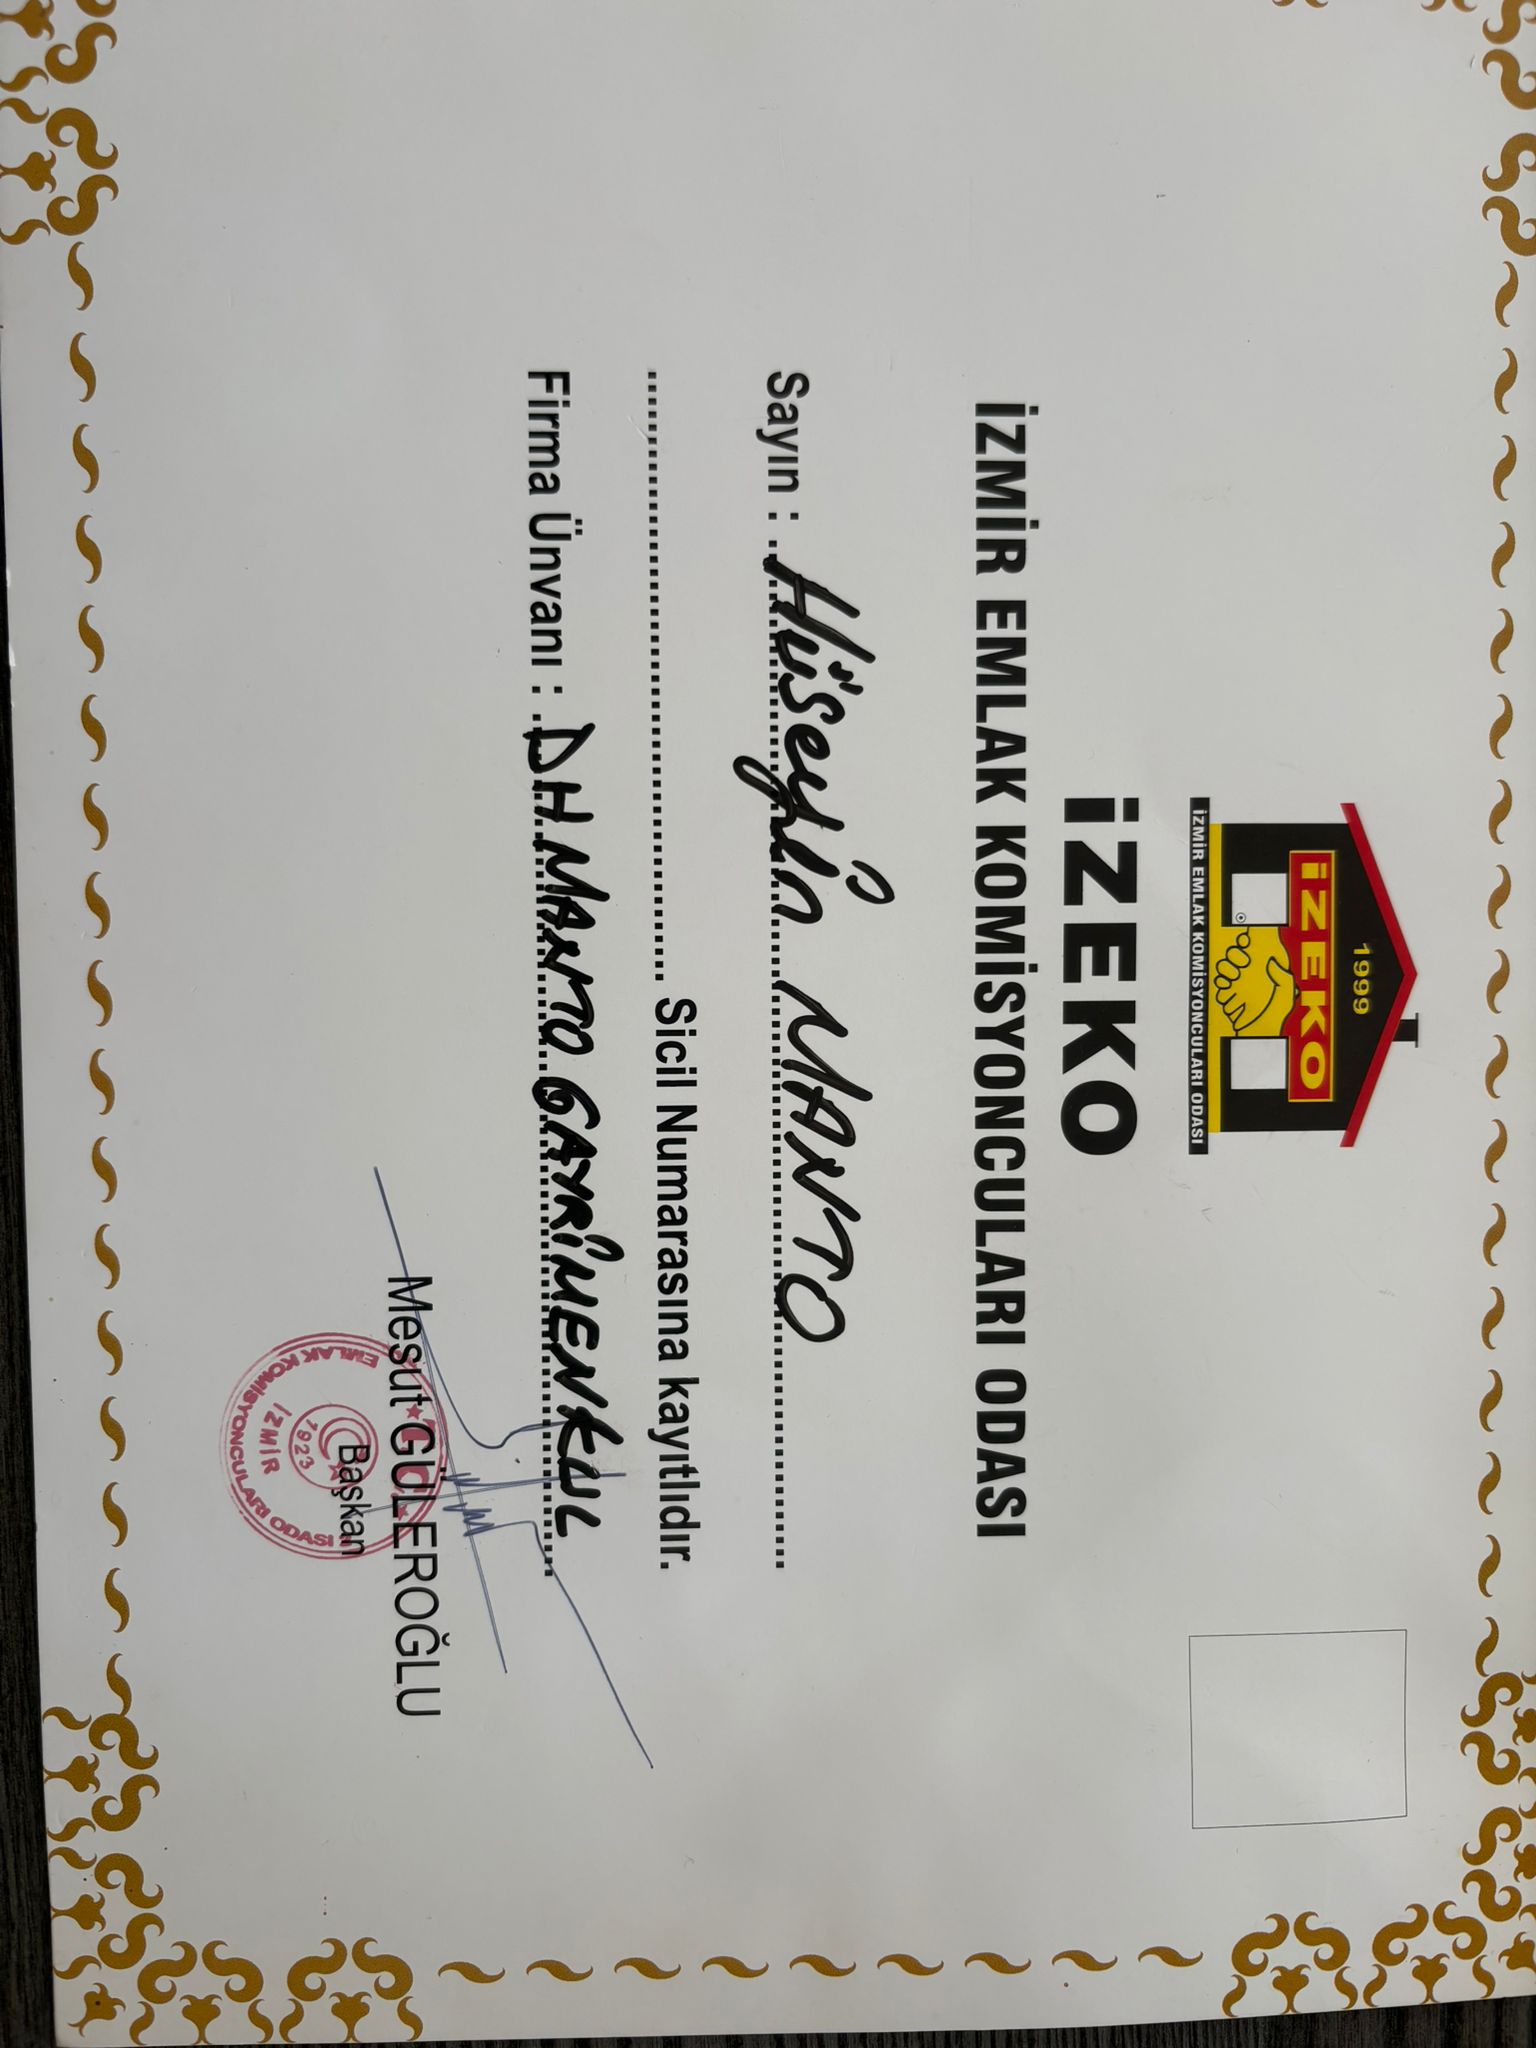 1999
İZEKO
İZMİR EMLAK KOMİSYONCULARI ODASI
İZEKO
İZMİR EMLAK KOMİSYONCULARI ODASI
Sayın : Hüseyin MANTO
Sicil Numarasına kayıtlıdır.
Firma Ünvanı : DH MANTO GAYRİMENKUL
Mesut GÜLEROĞLU
Başkan
EMLAK KOMİSYONCULARI ODASI
İZMİR
1923